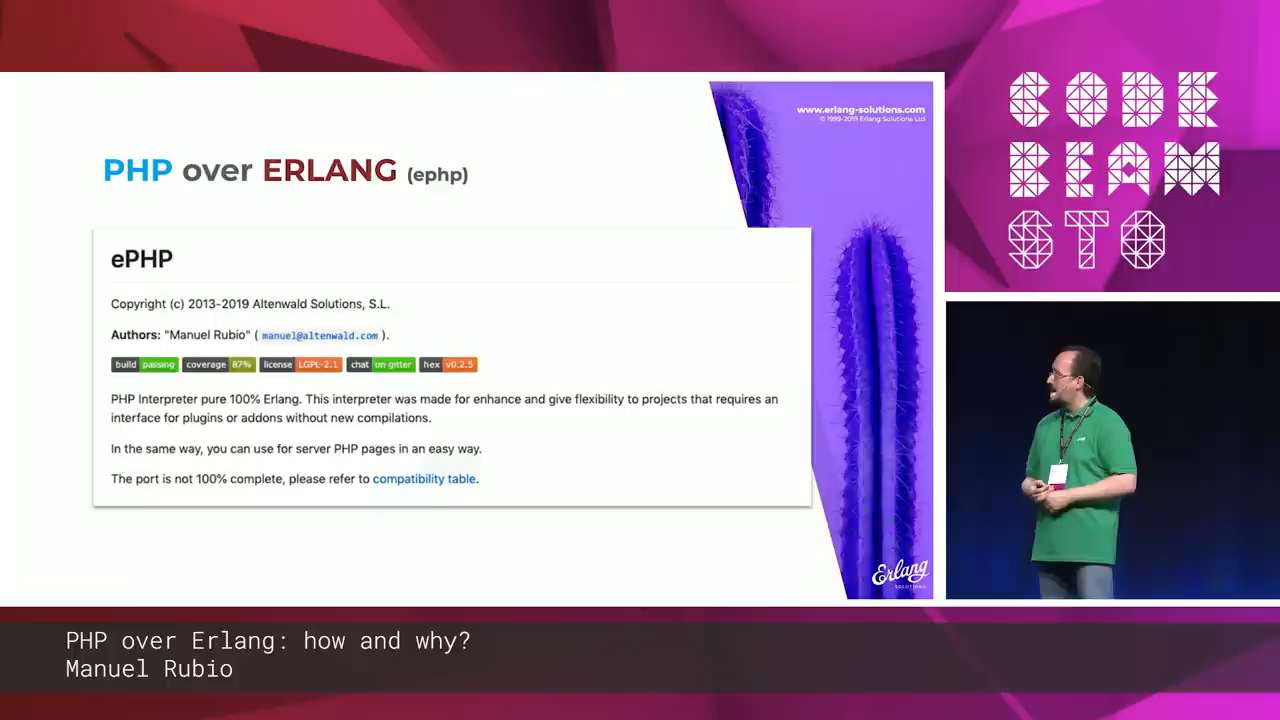 www.erlang-solutions.com
© 1999-2019 Erlang Solutions Ltd
PHP over ERLANG (ephp)
ePHP
Copyright (c) 2013-2019 Altenwald Solutions, S.L.
Authors: "Manuel Rubio" ( manuel@altenwald.com ).
build passing coverage 87% license LGPL-2.1 chat on gitter hex v0.2.5
PHP Interpreter pure 100% Erlang. This interpreter was made for enhance and give flexibility to projects that requires an
interface for plugins or addons without new compilations.
In the same way, you can use for server PHP pages in an easy way.
The port is not 100% complete, please refer to compatibility table.
Erlang
SOLUTIONS
CODE
BEAM
STO
PHP over Erlang: how and why?
Manuel Rubio